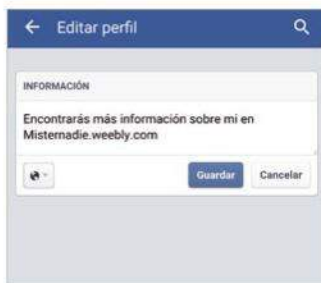 Editar perfil
INFORMACIÓN
Encontrarás más información sobre mi en
Misternadie.weebly.com
Guardar
Cancelar